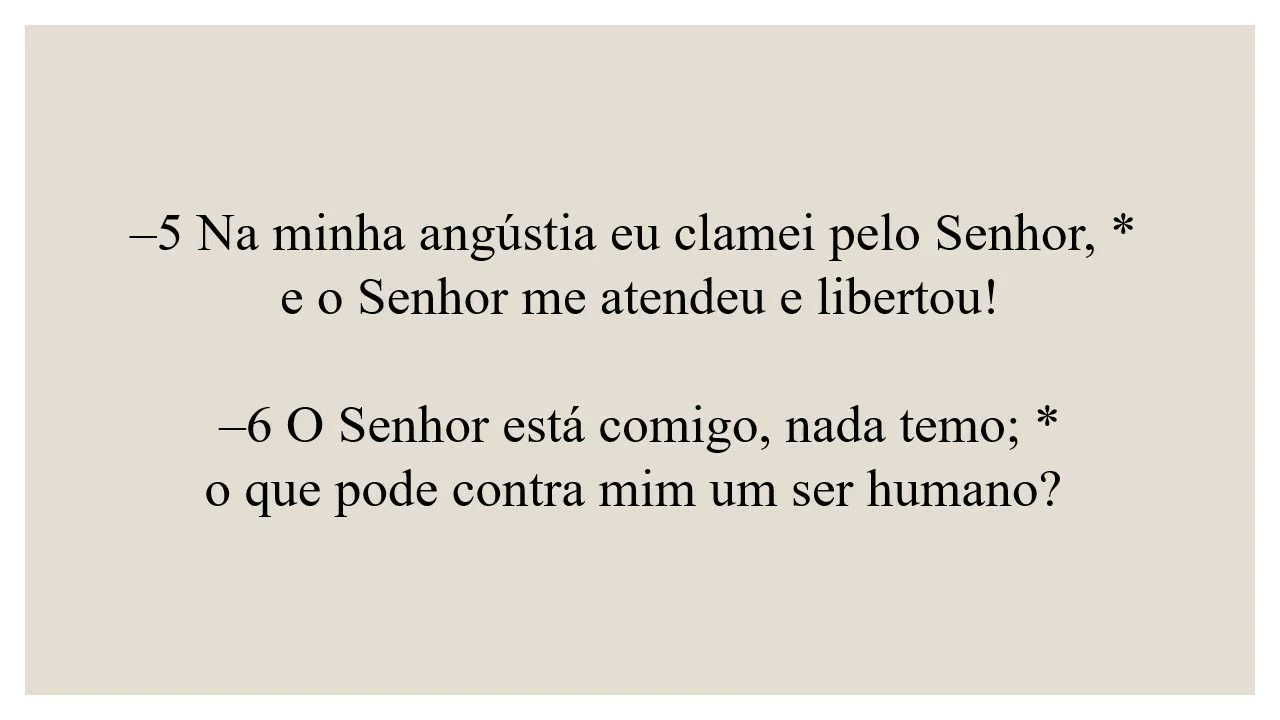 –5 Na minha angústia eu clamei pelo Senhor, *
e o Senhor me atendeu e libertou!
–6 O Senhor está comigo, nada temo; *
o que pode contra mim um ser humano?